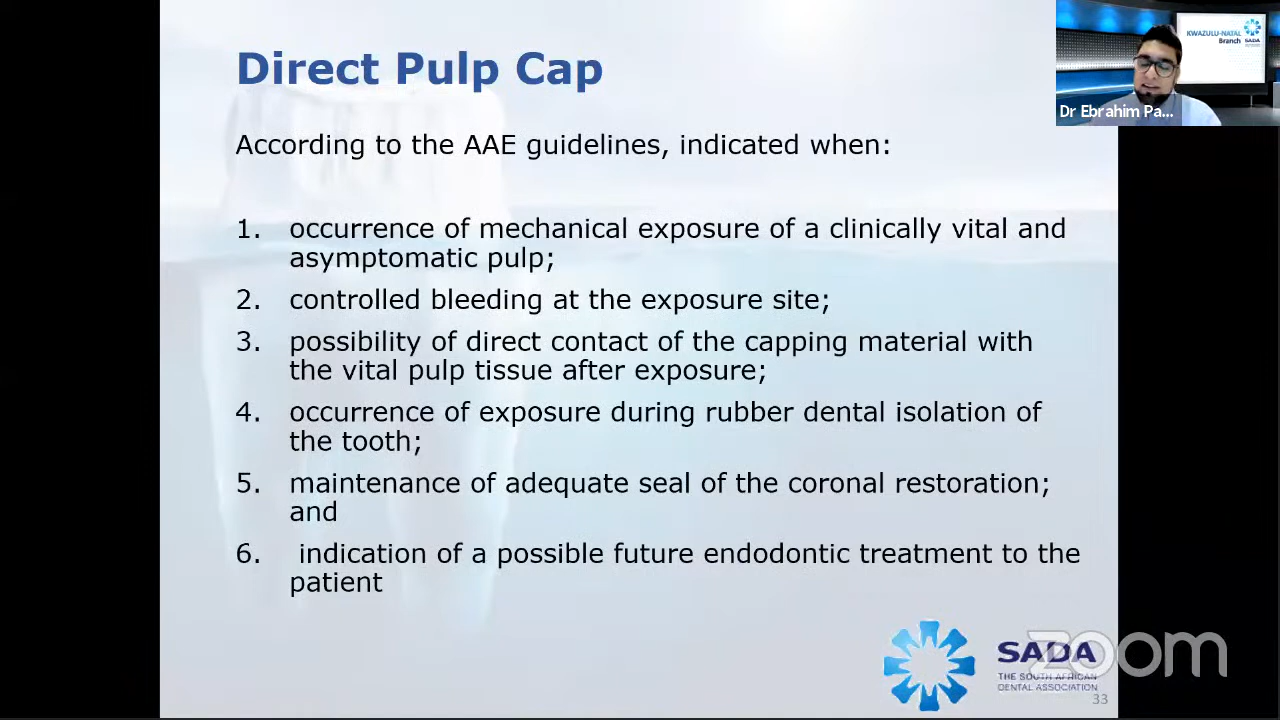 Direct Pulp Cap
According to the AAE guidelines, indicated when:
1. occurrence of mechanical exposure of a clinically vital and
asymptomatic pulp;
2. controlled bleeding at the exposure site;
3. possibility of direct contact of the capping material with
the vital pulp tissue after exposure;
4. occurrence of exposure during rubber dental isolation of
the tooth;
5. maintenance of adequate seal of the coronal restoration;
and
6. indication of a possible future endodontic treatment to the
patient
KWAZULU-NATAL
Branch
SADA
Dr Ebrahim Pa...
SADA
THE SOUTH AFRICAN
DENTAL ASSOCIATION
zoom
33